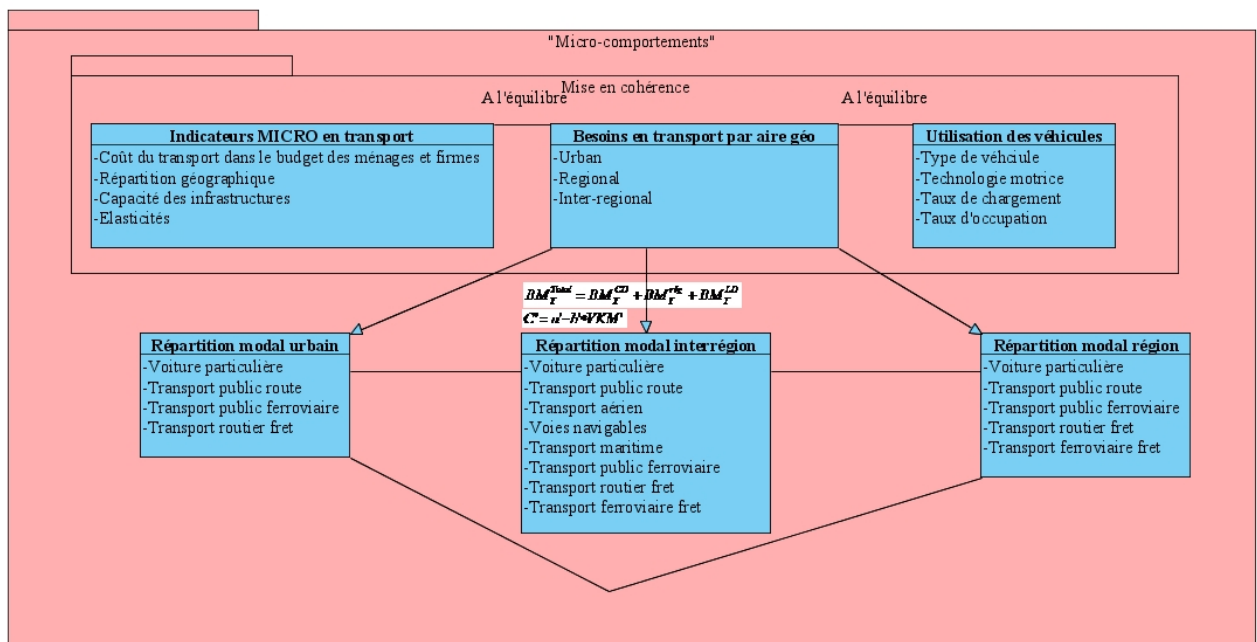 "Micro-comportements"
Mise en cohérence
A l'équilibre
A l'équilibre
Indicateurs MICRO en transport
-Coût du transport dans le budget des ménages et firmes
-Répartition géographique
-Capacité des infrastructures
-Elasticités
Besoins en transport par aire géo
-Urban
-Regional
-Inter-regional
Utilisation des véhicules
-Type de véhciule
-Technologie motrice
-Taux de chargement
-Taux d'occupation
Répartition modal urbain
-Voiture particulière
-Transport public route
-Transport public ferroviaire
-Transport routier fret
Répartition modal interrégion
-Voiture particulière
-Transport public route
-Transport aérien
-Voies navigables
-Transport maritime
-Transport public ferroviaire
-Transport routier fret
-Transport ferroviaire fret
Répartition modal région
-Voiture particulière
-Transport public route
-Transport public ferroviaire
-Transport routier fret
-Transport ferroviaire fret